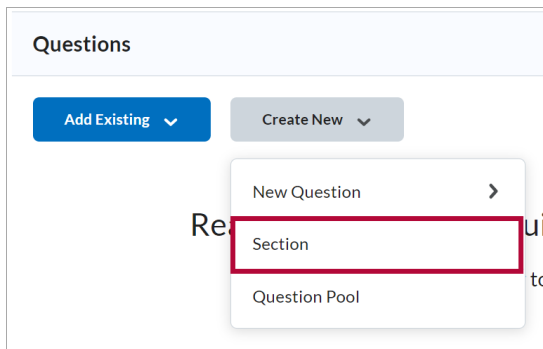 Questions
Add Existing
Create New
New Question
Section
Question Pool